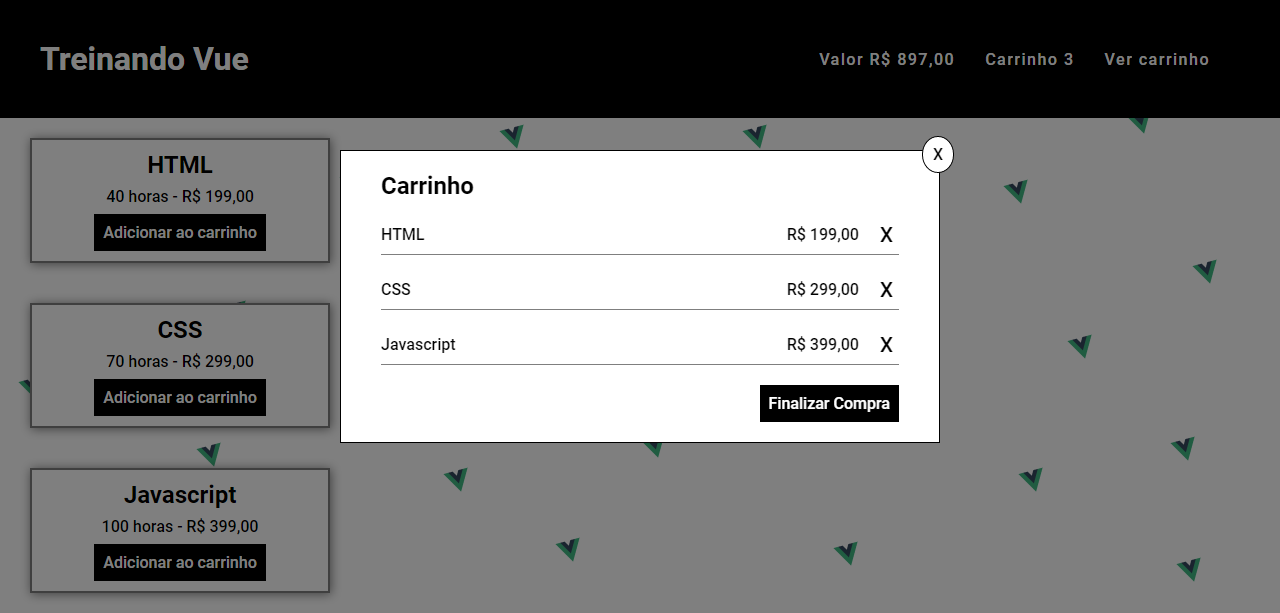 Treinando Vue
Valor R$ 897,00 Carrinho 3 Ver carrinho
HTML
40 horas - R$ 199,00
Adicionar ao carrinho
CSS
70 horas - R$ 299,00
Adicionar ao carrinho
Javascript
100 horas - R$ 399,00
Adicionar ao carrinho
X
Carrinho
HTML R$ 199,00 X
CSS R$ 299,00 X
Javascript R$ 399,00 X
Finalizar Compra